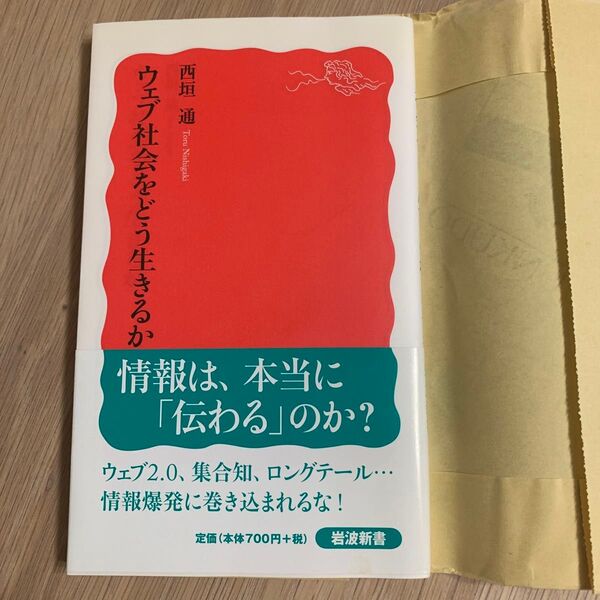 西垣 通
Toru Nishigaki
ウェブ社会をどう生きるか
情報は、本当に
「伝わる」のか?
ウェブ2.0、集合知、ロングテール…
情報爆発に巻き込まれるな!
定価(本体700円+税)
岩波新書